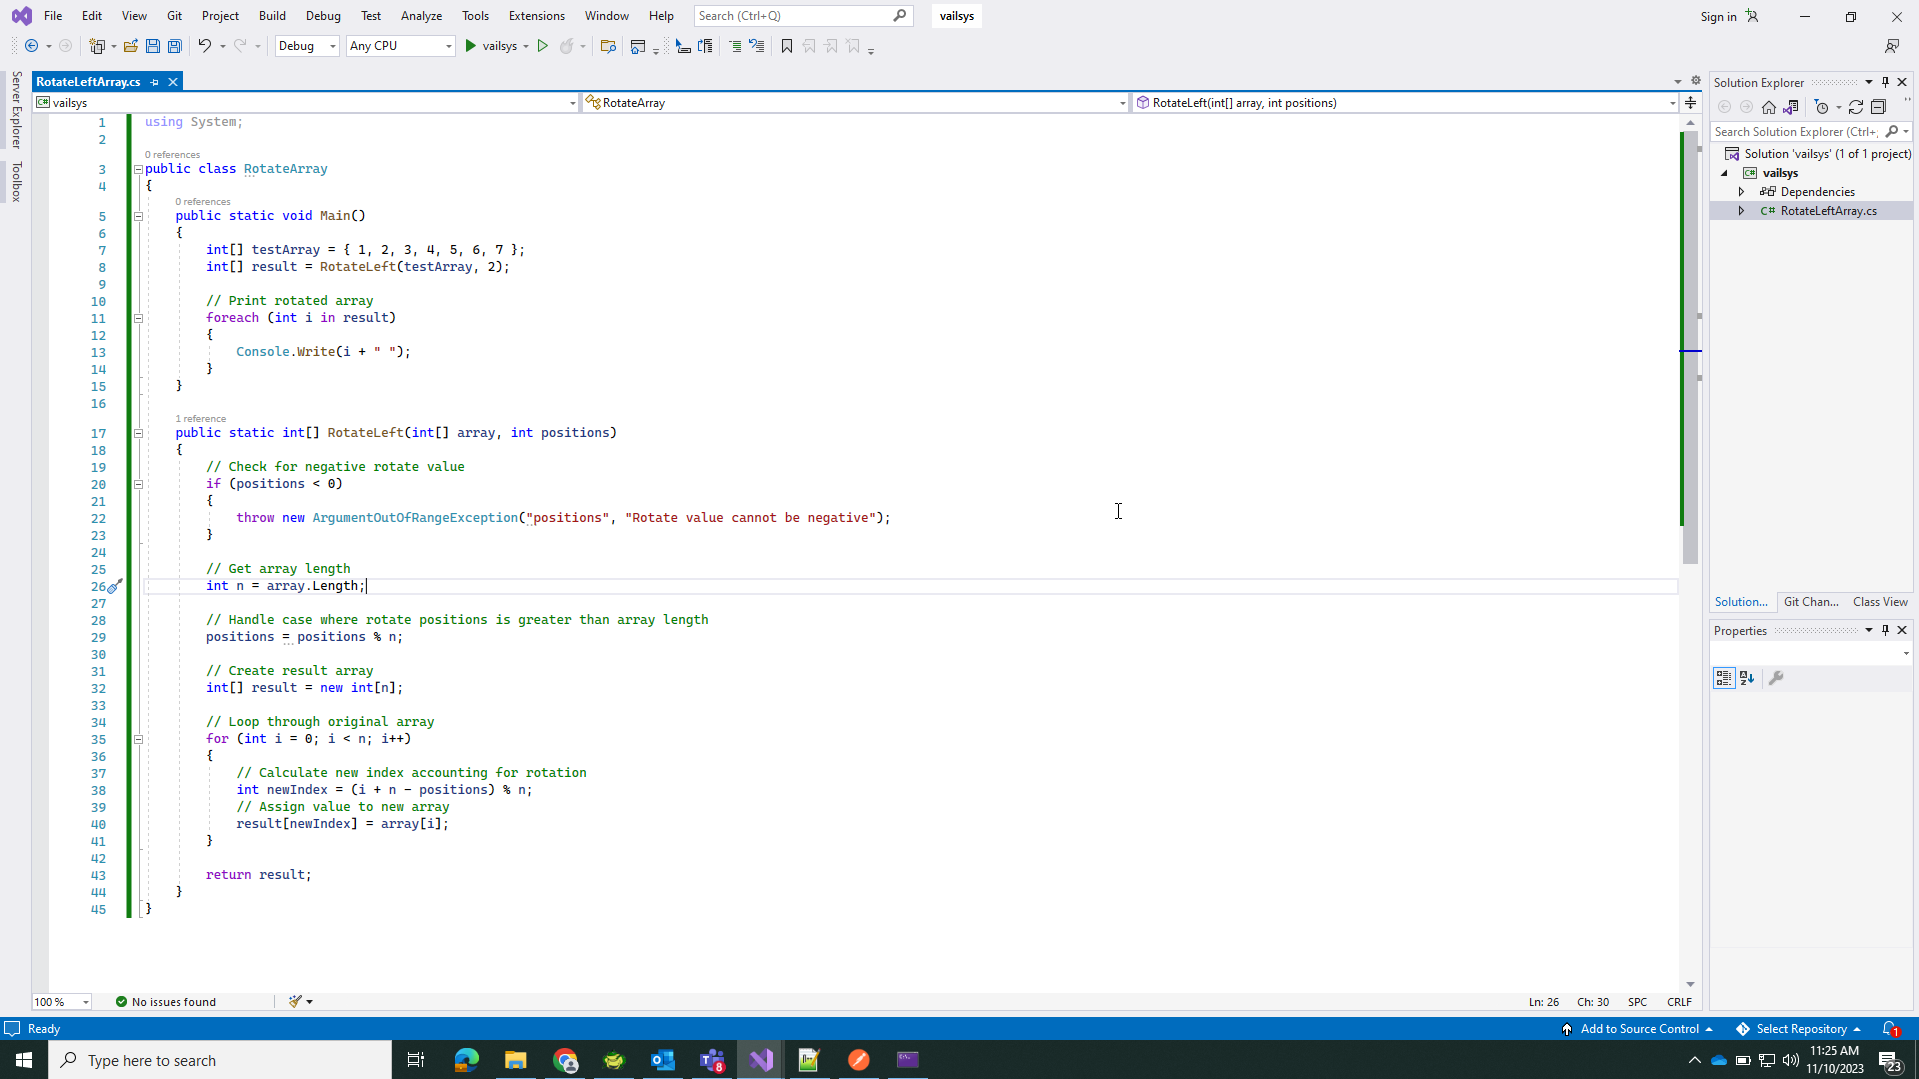 File Edit View Git Project Build Debug Test Analyze Tools Extensions Window Help Search (Ctrl+Q) vailsys Sign in
Debug Any CPU vailsys
Server Explorer
Toolbox
RotateLeftArray.cs
vailsys RotateArray RotateLeft(int[] array, int positions)
1 using System;
2
0 references
3 public class RotateArray
4 {
0 references
5 public static void Main()
6 {
7 int[] testArray = { 1, 2, 3, 4, 5, 6, 7 };
8 int[] result = RotateLeft(testArray, 2);
9
10 // Print rotated array
11 foreach (int i in result)
12 {
13 Console.Write(i + " ");
14 }
15 }
16
1 reference
17 public static int[] RotateLeft(int[] array, int positions)
18 {
19 // Check for negative rotate value
20 if (positions < 0)
21 {
22 throw new ArgumentOutOfRangeException("positions", "Rotate value cannot be negative");
23 }
24
25 // Get array length
26 int n = array.Length;
27
28 // Handle case where rotate positions is greater than array length
29 positions = positions % n;
30
31 // Create result array
32 int[] result = new int[n];
33
34 // Loop through original array
35 for (int i = 0; i < n; i++)
36 {
37 // Calculate new index accounting for rotation
38 int newIndex = (i + n - positions) % n;
39 // Assign value to new array
40 result[newIndex] = array[i];
41 }
42
43 return result;
44 }
45 }
100 % No issues found Ln: 26 Ch: 30 SPC CRLF
Solution Explorer
Search Solution Explorer (Ctrl+;
Solution 'vailsys' (1 of 1 project)
C# vailsys
Dependencies
C# RotateLeftArray.cs
Solution... Git Chan... Class View
Properties
Ready Add to Source Control Select Repository 1
Type here to search 8 11:25 AM
11/10/2023 23